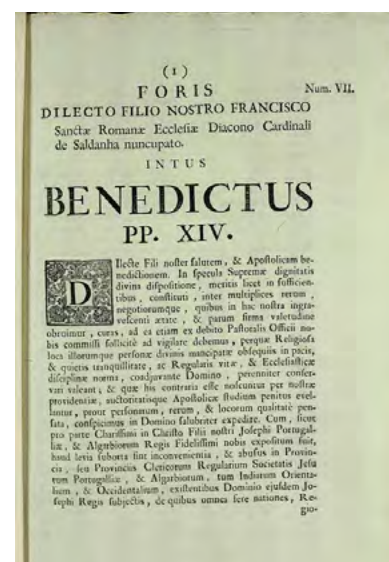 (1)
FORIS
Num. VII.
DILECTO FILIO NOSTRO FRANCISCO
Sanctæ Romanæ Ecclesiæ Diacono Cardinali
de Saldanha nuncupato.
INTUS
BENEDICTUS
PP. XIV.
DIlecte Fili noster salutem, & Apostolicam be-
nedictionem. In specula Supremæ dignitatis
divina dispositione, meritis licet in sufficien-
tibus, constituti, inter multiplices rerum,
negotiorumque, quibus in hac nostra ingra-
vescenti ætate, & parum firma valetudine
obruimur, curas, ad ea etiam ex debito Pastoralis Officii no-
bis commissi sollicitè ad vigilare debemus, perquæ Religiosa
loca illorumque personæ divinis mancipatæ obsequiis in pacis,
& quietis tranquillitate, ac Regularis vitæ, & Ecclesiasticæ
disciplinæ norma, coadjuvante Domino, perenniter conser-
vari valeant, & quæ his contraria esse noscuntur per nostræ
providentiæ, auctoritatisque Apostolicæ studium penitus evel-
lantur, prout personarum, rerum, & locorum qualitate pen-
sata, conspicimus in Domino salubriter expedire. Cum, sicut
pro parte Charissimi in Christo Filii nostri Josephi Portugal-
liæ, & Algarbiorum Regis Fidelissimi nobis expositum fuit,
haud levia suborta sint inconvenientia, & abusus in Provin-
cia, seu Provinciis Clericorum Regularium Societatis Jesu
tum Portugalliæ, & Algarbiorum, tum Indiarum Orienta-
lium, & Occidentalium, existentibus Dominio ejusdem Jo-
sephi Regis subjectis, de quibus omnes fere nationes, Re-
gio-